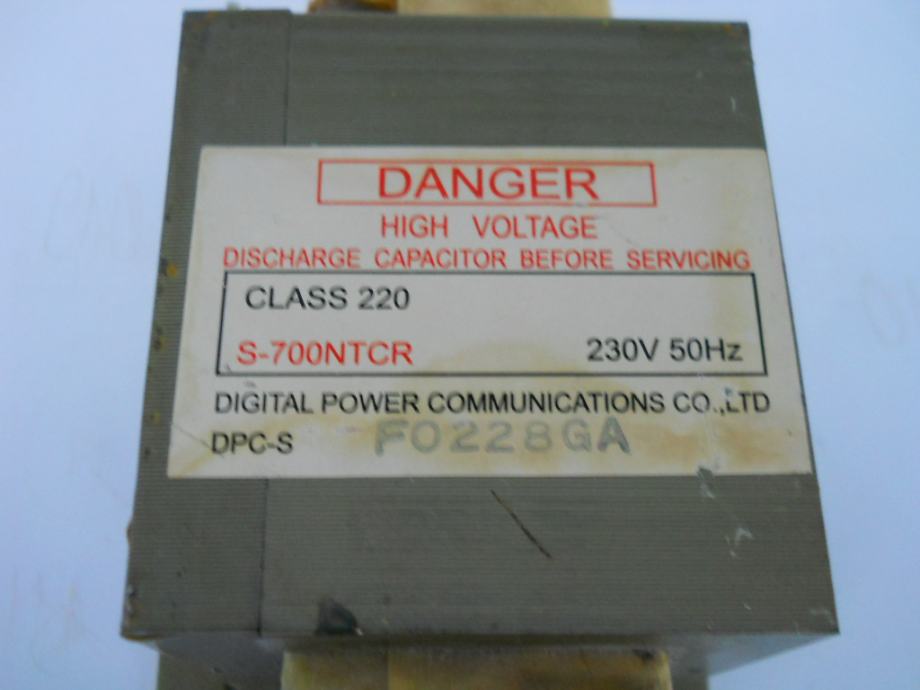 DANGER
HIGH VOLTAGE
DISCHARGE CAPACITOR BEFORE SERVICING
CLASS 220
S-700NTCR 230V 50Hz
DIGITAL POWER COMMUNICATIONS CO.,LTD
DPC-S F0228GA